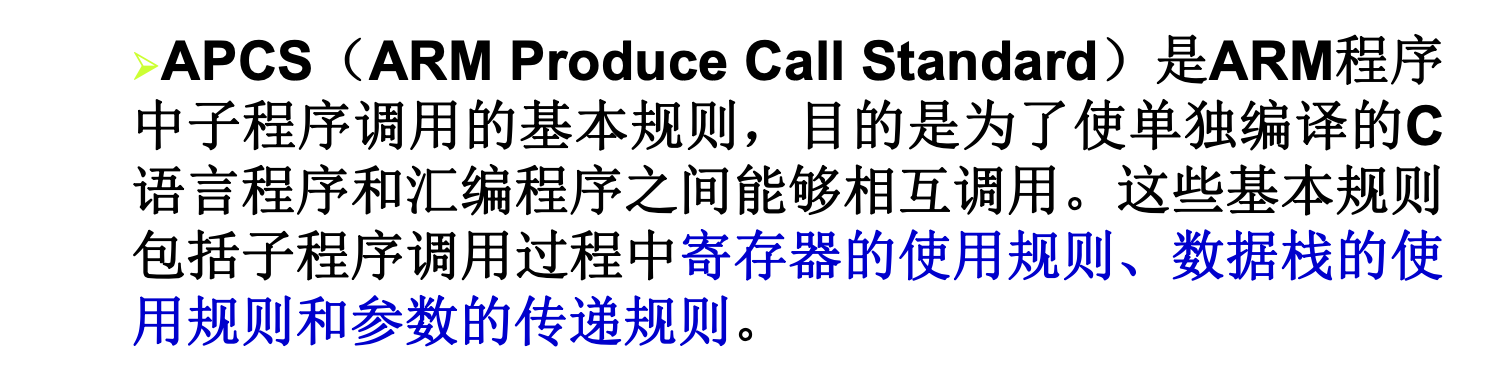 ➢APCS（ARM Produce Call Standard）是ARM程序
中子程序调用的基本规则，目的是为了使单独编译的C
语言程序和汇编程序之间能够相互调用。这些基本规则
包括子程序调用过程中寄存器的使用规则、数据栈的使
用规则和参数的传递规则。